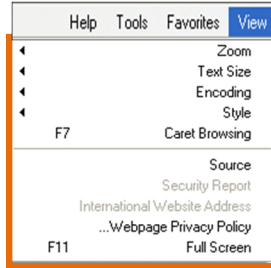 Help Tools Favorites View
Zoom
Text Size
Encoding
Style
F7 Caret Browsing
Source
Security Report
International Website Address
...Webpage Privacy Policy
F11 Full Screen